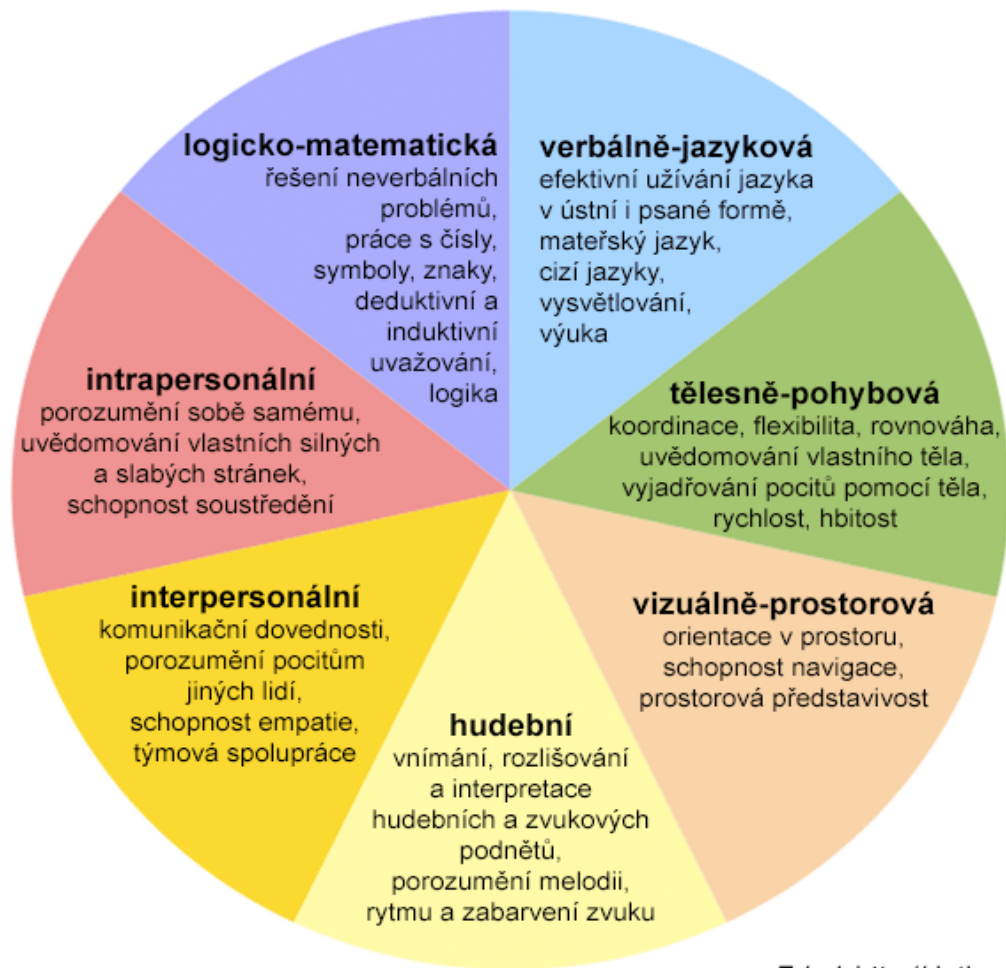 logicko-matematická
řešení neverbálních
problémů,
práce s čísly,
symboly, znaky,
deduktivní a
induktivní
uvažování,
logika
verbálně-jazyková
efektivní užívání jazyka
v ústní i psané formě,
mateřský jazyk,
cizí jazyky,
vysvětlování,
výuka
intrapersonální
porozumění sobě samému,
uvědomování vlastních silných
a slabých stránek,
schopnost soustředění
tělesně-pohybová
koordinace, flexibilita, rovnováha,
uvědomování vlastního těla,
vyjadřování pocitů pomocí těla,
rychlost, hbitost
interpersonální
komunikační dovednosti,
porozumění pocitům
jiných lidí,
schopnost empatie,
týmová spolupráce
vizuálně-prostorová
orientace v prostoru,
schopnost navigace,
prostorová představivost
hudební
vnímání, rozlišování
a interpretace
hudebních a zvukových
podnětů,
porozumění melodii,
rytmu a zabarvení zvuku